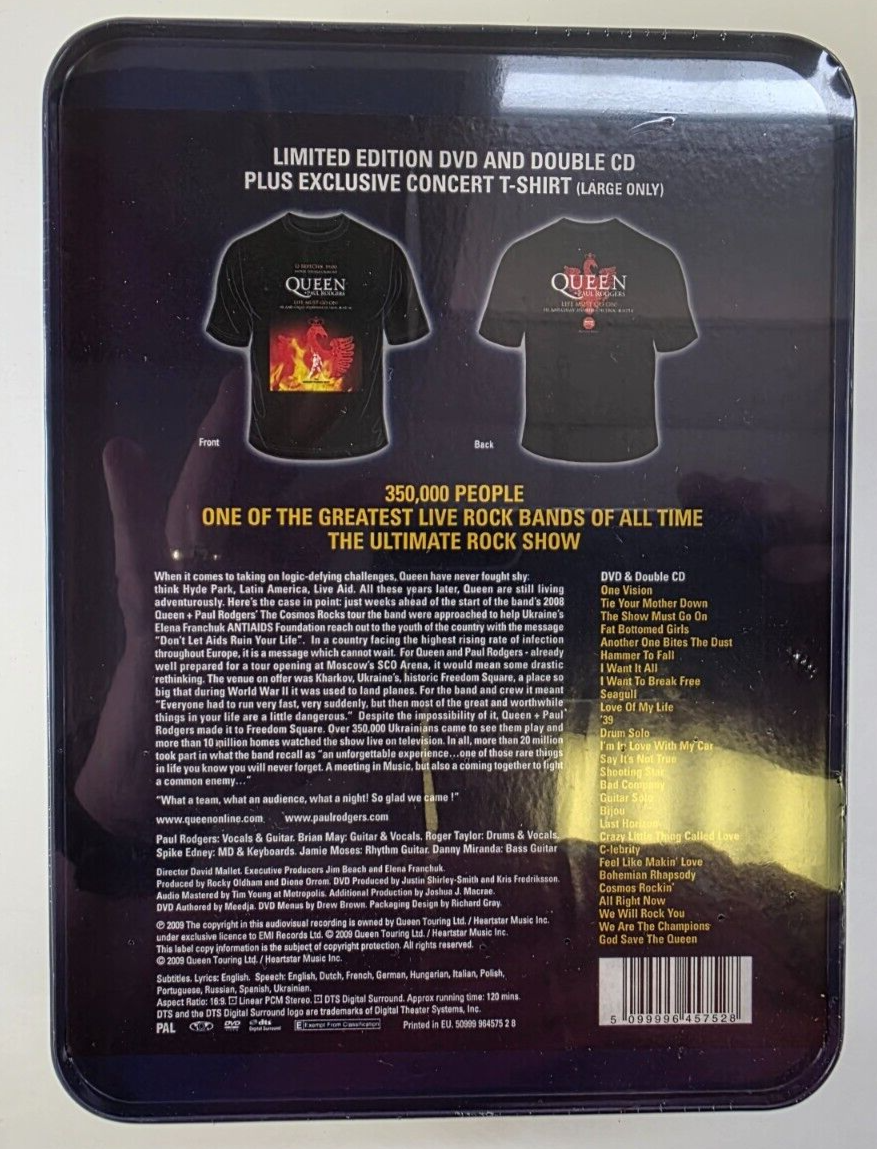 LIMITED EDITION DVD AND DOUBLE CD
PLUS EXCLUSIVE CONCERT T-SHIRT (LARGE ONLY)
QUEEN
+PAUL RODGERS
QUEEN
+PAUL RODGERS
Front
Back
350,000 PEOPLE
ONE OF THE GREATEST LIVE ROCK BANDS OF ALL TIME
THE ULTIMATE ROCK SHOW
When it comes to taking on logic-defying challenges, Queen have never fought shy:
think Hyde Park, Latin America, Live Aid. All these years later, Queen are still living
adventurously. Here's the case in point: just weeks ahead of the start of the band's 2008
Queen + Paul Rodgers' The Cosmos Rocks tour the band were approached to help Ukraine's
Elena Franchuk ANTIAIDS Foundation reach out to the youth of the country with the message
"Don't Let Aids Ruin Your Life". In a country facing the highest rising rate of infection
throughout Europe, it is a message which cannot wait. For Queen and Paul Rodgers - already
well prepared for a tour opening at Moscow's SCO Arena, it would mean some drastic
rethinking. The venue on offer was Kharkov, Ukraine's, historic Freedom Square, a place so
big that during World War II it was used to land planes. For the band and crew it meant
"Everyone had to run very fast, very suddenly, but then most of the great and worthwhile
things in your life are a little dangerous." Despite the impossibility of it, Queen + Paul
Rodgers made it to Freedom Square. Over 350,000 Ukrainians came to see them play and
more than 10 million homes watched the show live on television. In all, more than 20 million
took part in what the band recall as "an unforgettable experience...one of those rare things
in life you know you will never forget. A meeting in Music, but also a coming together to fight
a common enemy..."
"What a team, what an audience, what a night! So glad we came !"
www.queenonline.com www.paulrodgers.com
Paul Rodgers: Vocals & Guitar. Brian May: Guitar & Vocals. Roger Taylor: Drums & Vocals.
Spike Edney: MD & Keyboards. Jamie Moses: Rhythm Guitar. Danny Miranda: Bass Guitar
Director David Mallet. Executive Producers Jim Beach and Elena Franchuk.
Produced by Rocky Oldham and Dione Orrom. DVD Produced by Justin Shirley-Smith and Kris Fredriksson.
Audio Mastered by Tim Young at Metropolis. Additional Production by Joshua J. Macrae.
DVD Authored by Meedja. DVD Menus by Drew Brown. Packaging Design by Richard Gray.
℗ 2009 The copyright in this audiovisual recording is owned by Queen Touring Ltd. / Heartstar Music Inc.
under exclusive licence to EMI Records Ltd. © 2009 Queen Touring Ltd. / Heartstar Music Inc.
This label copy information is the subject of copyright protection. All rights reserved.
© 2009 Queen Touring Ltd. / Heartstar Music Inc.
Subtitles. Lyrics: English. Speech: English, Dutch, French, German, Hungarian, Italian, Polish,
Portuguese, Russian, Spanish, Ukrainian.
Aspect Ratio: 16:9. Linear PCM Stereo. DTS Digital Surround. Approx running time: 120 mins.
DTS and the DTS Digital Surround logo are trademarks of Digital Theater Systems, Inc.
PAL DVD dts Digital Surround E Exempt From Classification Printed in EU. 50999 964575 2 8
DVD & Double CD
One Vision
Tie Your Mother Down
The Show Must Go On
Fat Bottomed Girls
Another One Bites The Dust
Hammer To Fall
I Want It All
I Want To Break Free
Seagull
Love Of My Life
'39
Drum Solo
I'm In Love With My Car
Say It's Not True
Shooting Star
Bad Company
Guitar Solo
Bijou
Last Horizon
Crazy Little Thing Called Love
C-lebrity
Feel Like Makin' Love
Bohemian Rhapsody
Cosmos Rockin'
All Right Now
We Will Rock You
We Are The Champions
God Save The Queen
5 099996 457528